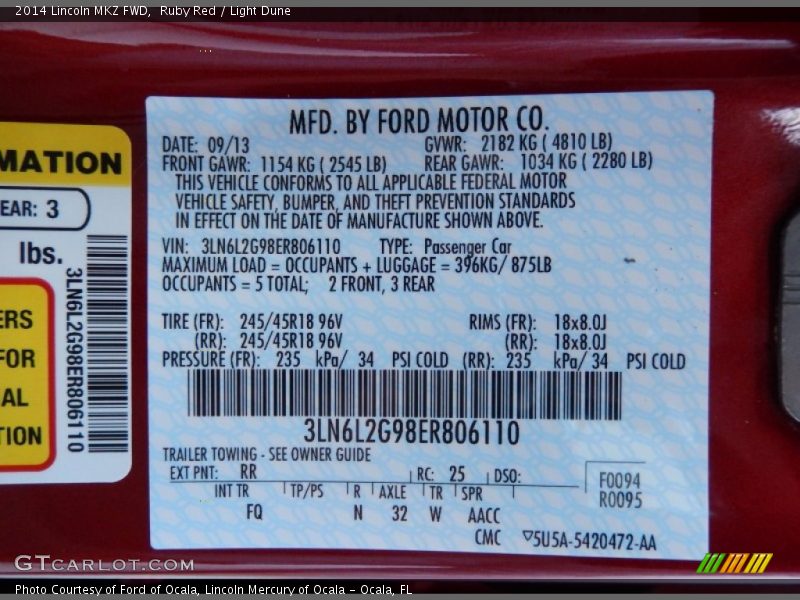 2014 Lincoln MKZ FWD, Ruby Red / Light Dune
MATION
EAR: 3
lbs.
ERS
FOR
AL
TION
3LN6L2G98ER806110
MFD. BY FORD MOTOR CO.
DATE: 09/13 GVWR: 2182 KG ( 4810 LB)
FRONT GAWR: 1154 KG ( 2545 LB) REAR GAWR: 1034 KG ( 2280 LB)
THIS VEHICLE CONFORMS TO ALL APPLICABLE FEDERAL MOTOR
VEHICLE SAFETY, BUMPER, AND THEFT PREVENTION STANDARDS
IN EFFECT ON THE DATE OF MANUFACTURE SHOWN ABOVE.
VIN: 3LN6L2G98ER806110 TYPE: Passenger Car
MAXIMUM LOAD = OCCUPANTS + LUGGAGE = 396KG/ 875LB
OCCUPANTS = 5 TOTAL; 2 FRONT, 3 REAR
TIRE (FR): 245/45R18 96V RIMS (FR): 18x8.0J
(RR): 245/45R18 96V (RR): 18x8.0J
PRESSURE (FR): 235 kPa/ 34 PSI COLD (RR): 235 kPa/ 34 PSI COLD
3LN6L2G98ER806110
TRAILER TOWING - SEE OWNER GUIDE
EXT PNT: RR RC: 25 DSO: F0094
R0095
INT TR TP/PS R AXLE TR SPR
FQ N 32 W AACC
CMC ▽5U5A-5420472-AA
GTCARLOT.COM
Photo Courtesy of Ford of Ocala, Lincoln Mercury of Ocala - Ocala, FL